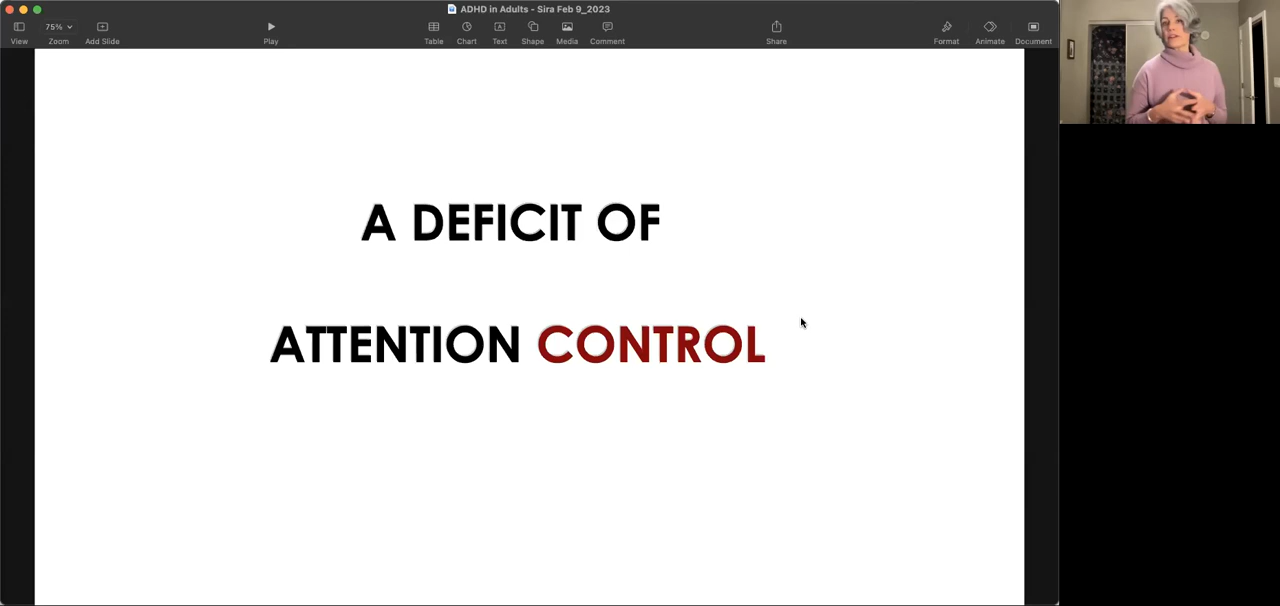 ADHD in Adults - Sira Feb 9_2023
75%
View
Zoom
Add Slide
Play
Table
Chart
Text
Shape
Media
Comment
Share
Format
Animate
Document
A DEFICIT OF
ATTENTION CONTROL